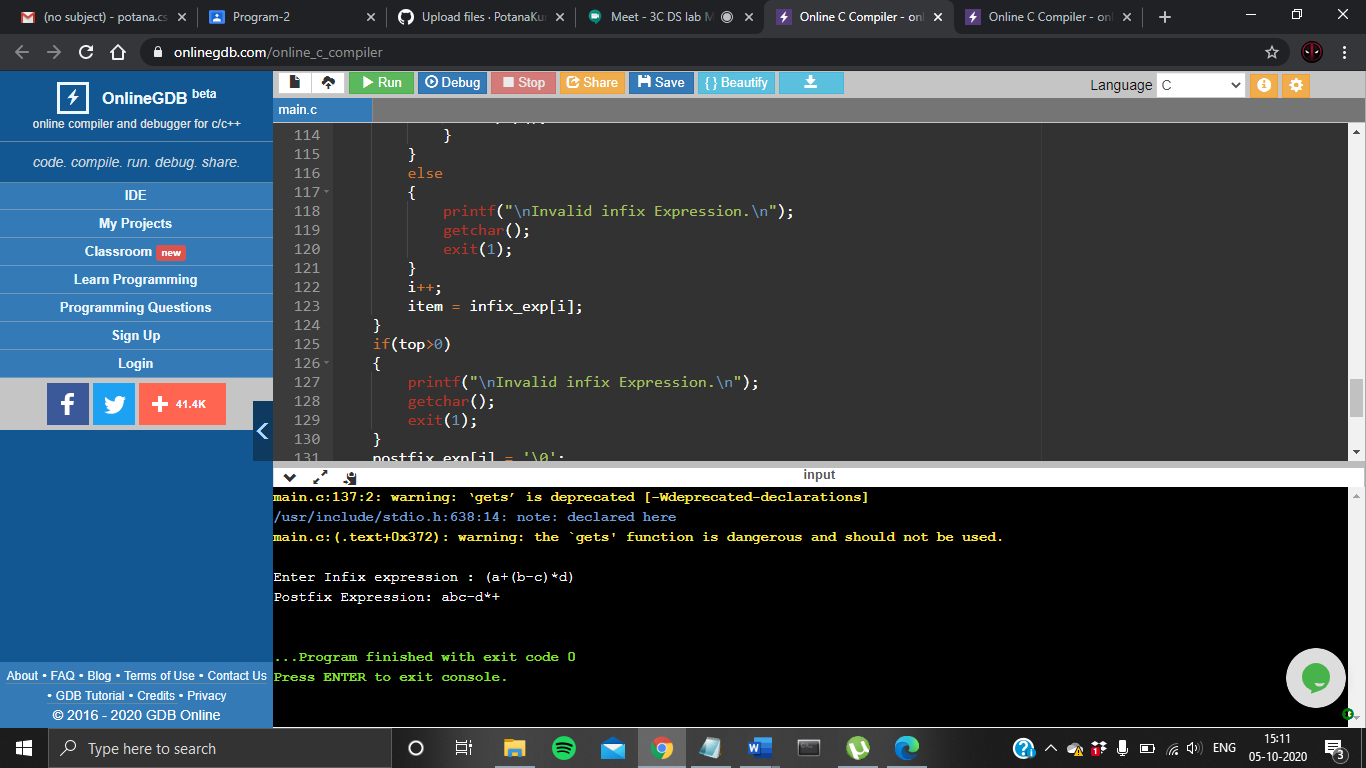 (no subject) - potana.cs
Program-2
Upload files · PotanaKu
Meet - 3C DS lab M
Online C Compiler - onl
Online C Compiler - onl
onlinegdb.com/online_c_compiler
OnlineGDB beta
online compiler and debugger for c/c++
code. compile. run. debug. share.
IDE
My Projects
Classroom new
Learn Programming
Programming Questions
Sign Up
Login
f
+ 41.4K
About • FAQ • Blog • Terms of Use • Contact Us
• GDB Tutorial • Credits • Privacy
© 2016 - 2020 GDB Online
Run Debug Stop Share Save { } Beautify
Language C
main.c
114 }
115 }
116 else
117 {
118 printf("\nInvalid infix Expression.\n");
119 getchar();
120 exit(1);
121 }
122 i++;
123 item = infix_exp[i];
124 }
125 if(top>0)
126 {
127 printf("\nInvalid infix Expression.\n");
128 getchar();
129 exit(1);
130 }
131 postfix_exp[j] = '\0';
input
main.c:137:2: warning: ‘gets’ is deprecated [-Wdeprecated-declarations]
/usr/include/stdio.h:638:14: note: declared here
main.c:(.text+0x372): warning: the `gets' function is dangerous and should not be used.
Enter Infix expression : (a+(b-c)*d)
Postfix Expression: abc-d*+
...Program finished with exit code 0
Press ENTER to exit console.
Type here to search
ENG
15:11
05-10-2020
3